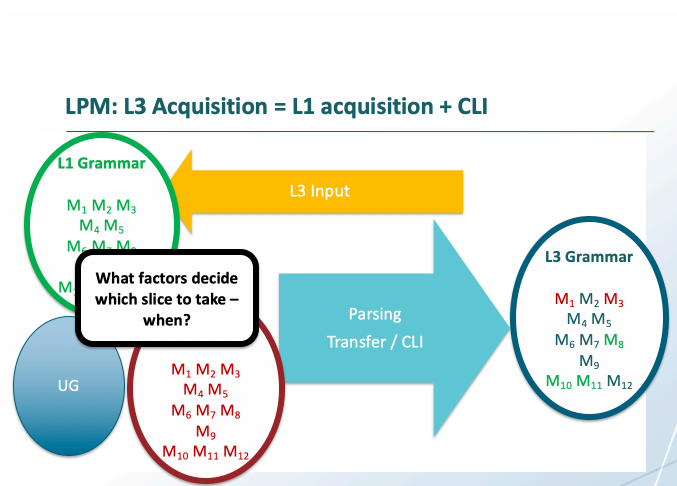 LPM: L3 Acquisition = L1 acquisition + CLI
L1 Grammar
M₁ M₂ M₃
M₄ M₅
L3 Input
What factors decide
which slice to take –
when?
UG
M₁ M₂ M₃
M₄ M₅
M₆ M₇ M₈
M₉
M₁₀ M₁₁ M₁₂
Parsing
Transfer / CLI
L3 Grammar
M₁ M₂ M₃
M₄ M₅
M₆ M₇ M₈
M₉
M₁₀ M₁₁ M₁₂